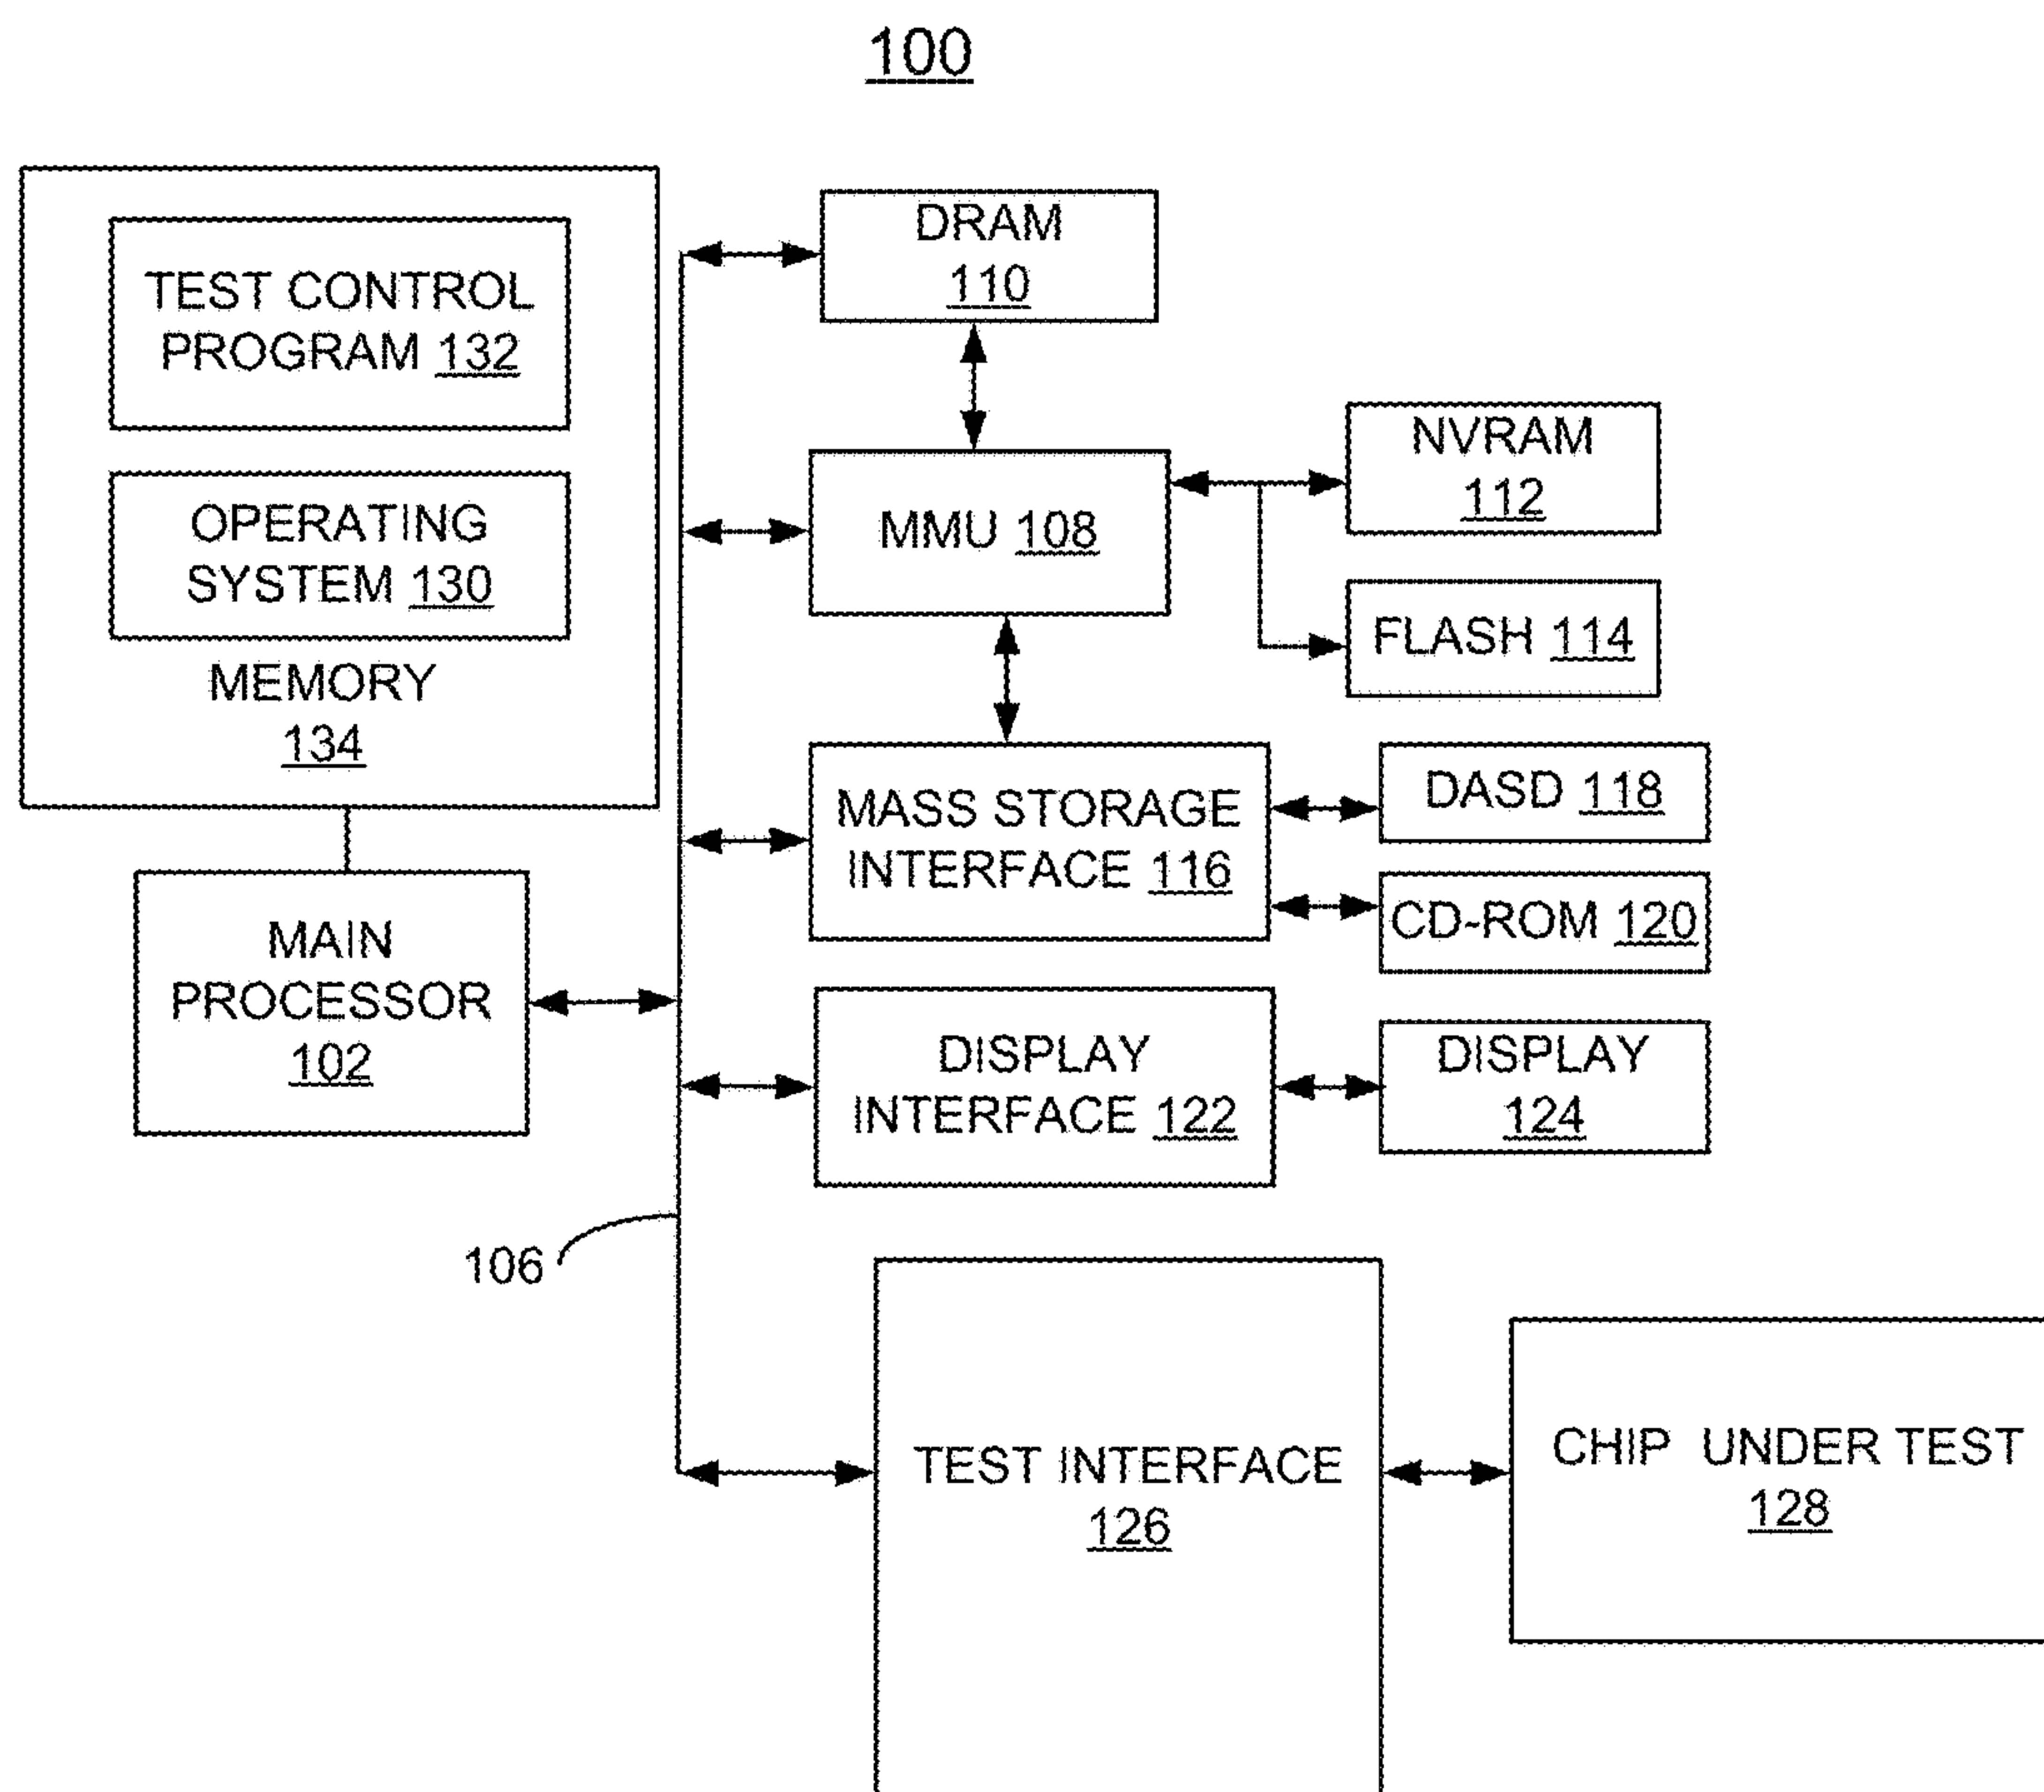 100
TEST CONTROL
PROGRAM 132
OPERATING
SYSTEM 130
MEMORY
134
MAIN
PROCESSOR
102
106
DRAM
110
MMU 108
NVRAM
112
FLASH 114
MASS STORAGE
INTERFACE 116
DASD 118
CD-ROM 120
DISPLAY
INTERFACE 122
DISPLAY
124
TEST INTERFACE
126
CHIP UNDER TEST
128